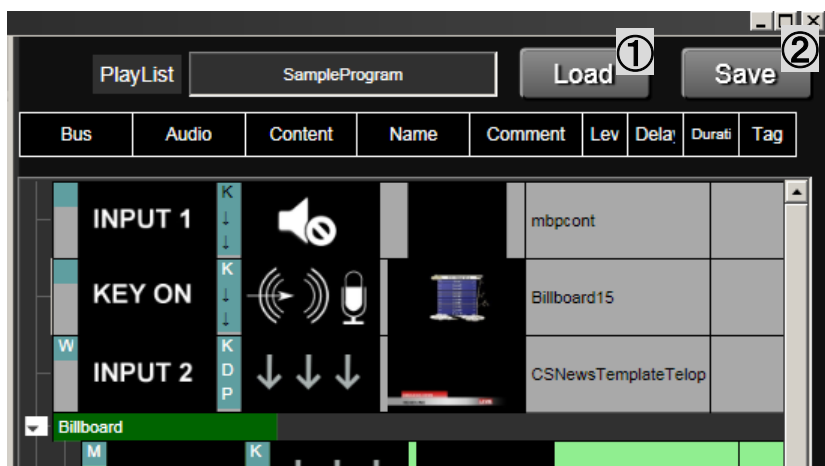 PlayList SampleProgram Load ① Save ②
Bus Audio Content Name Comment Lev Delay Durati Tag
K
INPUT 1 ↓ mbpcont
↓
K
KEY ON ↓ Billboard15
↓
W K
INPUT 2 D ↓ ↓ ↓ CSNewsTemplateTelop
P
Billboard
M K